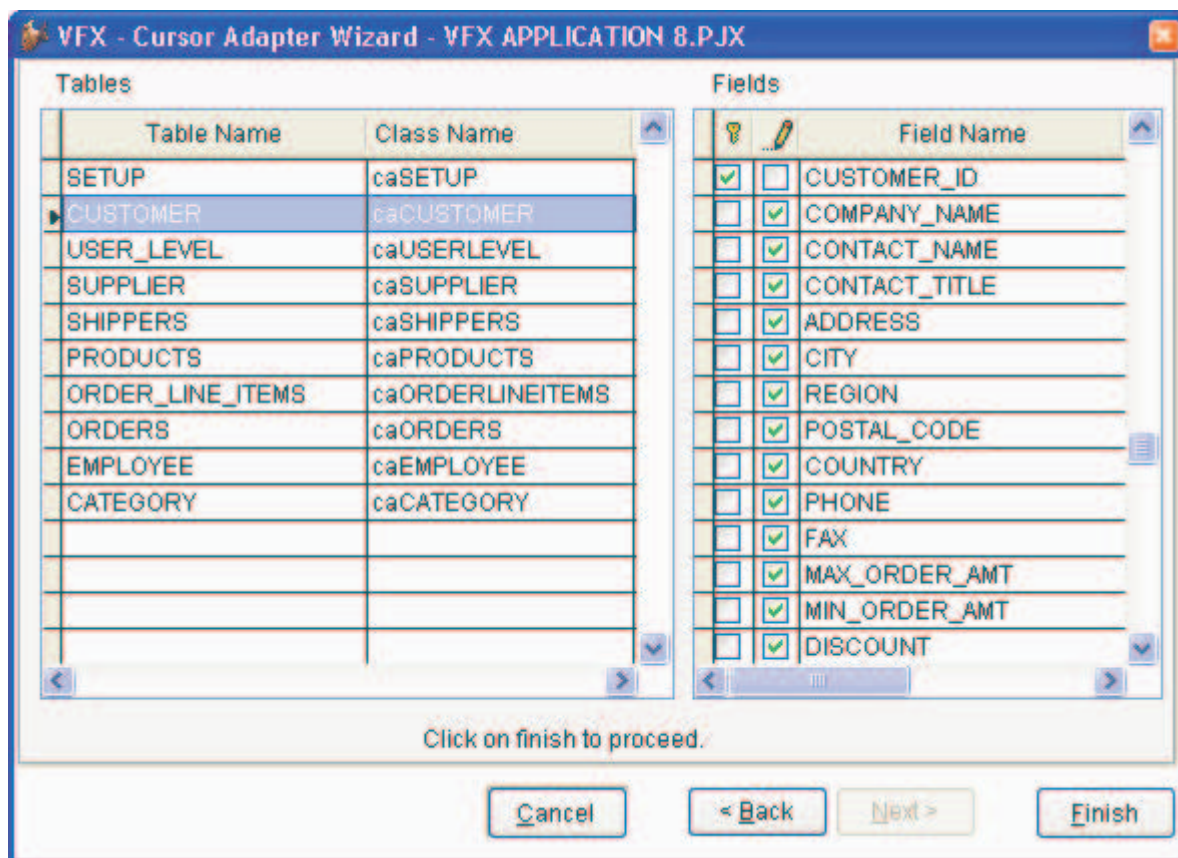 VFX - Cursor Adapter Wizard - VFX APPLICATION 8.PJX
Tables
Table Name Class Name
SETUP caSETUP
CUSTOMER caCUSTOMER
USER_LEVEL caUSERLEVEL
SUPPLIER caSUPPLIER
SHIPPERS caSHIPPERS
PRODUCTS caPRODUCTS
ORDER_LINE_ITEMS caORDERLINEITEMS
ORDERS caORDERS
EMPLOYEE caEMPLOYEE
CATEGORY caCATEGORY
Fields
Field Name
CUSTOMER_ID
COMPANY_NAME
CONTACT_NAME
CONTACT_TITLE
ADDRESS
CITY
REGION
POSTAL_CODE
COUNTRY
PHONE
FAX
MAX_ORDER_AMT
MIN_ORDER_AMT
DISCOUNT
Click on finish to proceed.
Cancel < Back Next > Finish